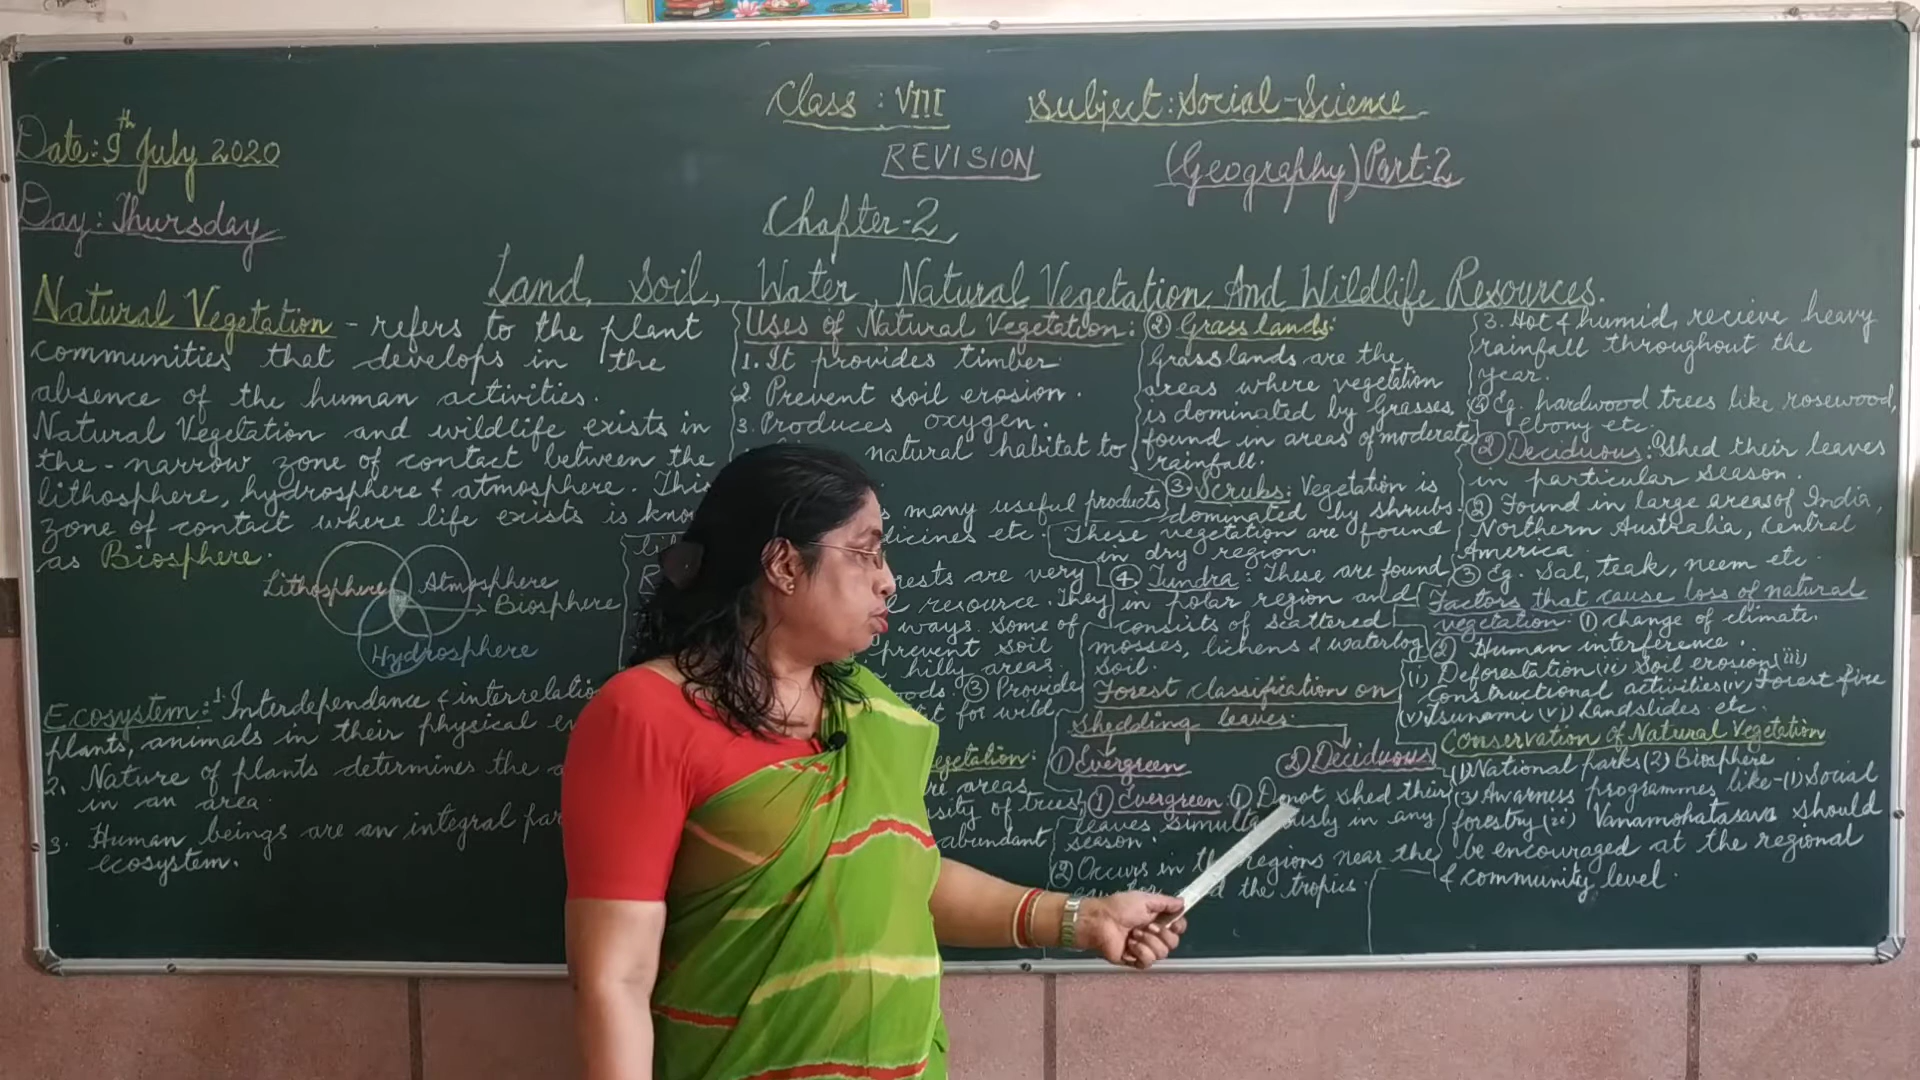 Class : VIII Subject: Social-Science
Date: 9th July 2020
REVISION (Geography) Part-2
Day: Thursday
Chapter-2
Land, Soil, Water, Natural Vegetation And Wildlife Resources.
Natural Vegetation - refers to the plant
communities that develops in the
absence of the human activities.
Natural Vegetation and wildlife exists in
the - narrow zone of contact between the
lithosphere, hydrosphere & atmosphere. This
zone of contact where life exists is
as Biosphere.
Lithosphere Atmosphere
Biosphere
Hydrosphere
Ecosystem: 1. Interdependence &
plants, animals in their physical
2. Nature of plants determines the
in an area.
3. Human beings are an integral
ecosystem.
Uses of Natural Vegetation:
1. It provides timber
2. Prevent soil erosion.
3. Produces oxygen.
natural habitat to
many useful products
etc.
are very
resource. They
ways. Some of
prevent soil
hilly areas.
③ Provide
for wild
areas
of trees
abundant
② Grasslands:
Grasslands are the
areas where vegetation
is dominated by Grasses,
found in areas of moderate
rainfall.
③ Scrubs: Vegetation is
dominated by shrubs.
These vegetation are found
in dry region.
④. Tundra: These are found
in polar region and
consists of scattered
mosses, lichens & waterlog
soil.
Forest classification on
shedding leaves.
① Evergreen ② Deciduous
① Evergreen: ① Donot shed their
leaves simultaneously in any
season.
② Occurs in the regions near the
the tropics.
3. Hot & humid, recieve heavy
rainfall throughout the
year.
④ Eg. hardwood trees like rosewood,
ebony etc.
② Deciduous: ① Shed their leaves
in particular season.
② Found in large areas of India,
Northern Australia, Central
America.
③ Eg. Sal, teak, neem etc
Factors that cause loss of natural
vegetation: ① change of climate.
② Human interference.
(i) Deforestation (ii) Soil erosion (iii)
Constructional activities (iv) Forest fire
(v) Tsunami (vi) Landslides etc.
Conservation of Natural Vegetation
(1) National parks (2) Biosphere
(3) Awarness programmes like - (i) Social
forestry (ii) Vanamohatasava should
be encouraged at the regional
& community level.